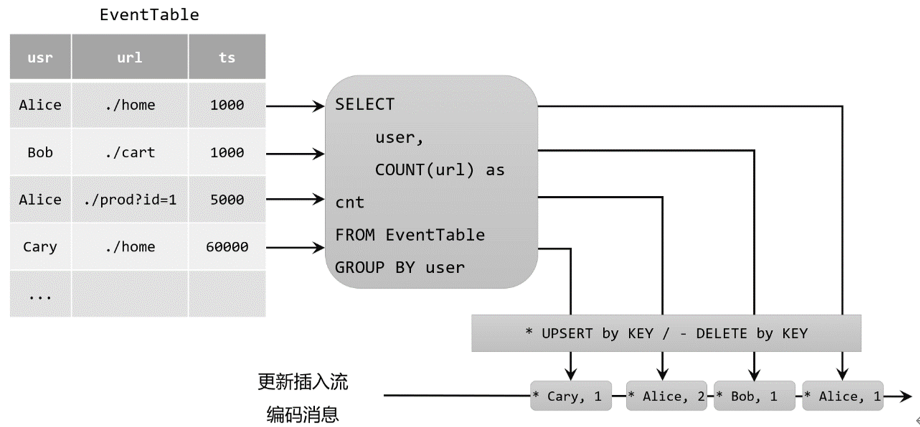 EventTable
usr url ts
Alice ./home 1000
Bob ./cart 1000
Alice ./prod?id=1 5000
Cary ./home 60000
...
SELECT
user,
COUNT(url) as
cnt
FROM EventTable
GROUP BY user
* UPSERT by KEY / - DELETE by KEY
更新插入流
编码消息
* Cary, 1 * Alice, 2 * Bob, 1 * Alice, 1